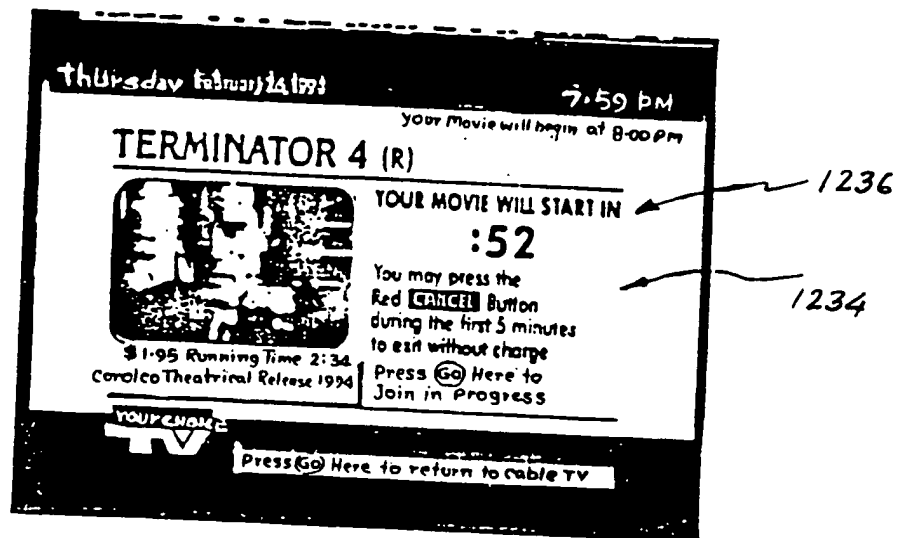 Thursday February
7:59 PM
your Movie will begin at 8:00 PM
TERMINATOR 4 (R)
YOUR MOVIE WILL START IN
:52
You may press the
Red CANCEL Button
during the first 5 minutes
to exit without charge
$1.95 Running Time 2:34
Corolco Theatrical Release 1994
Press Go Here to
Join in Progress
YOUR CHOICE
TV
Press Go Here to return to cable TV
1236
1234